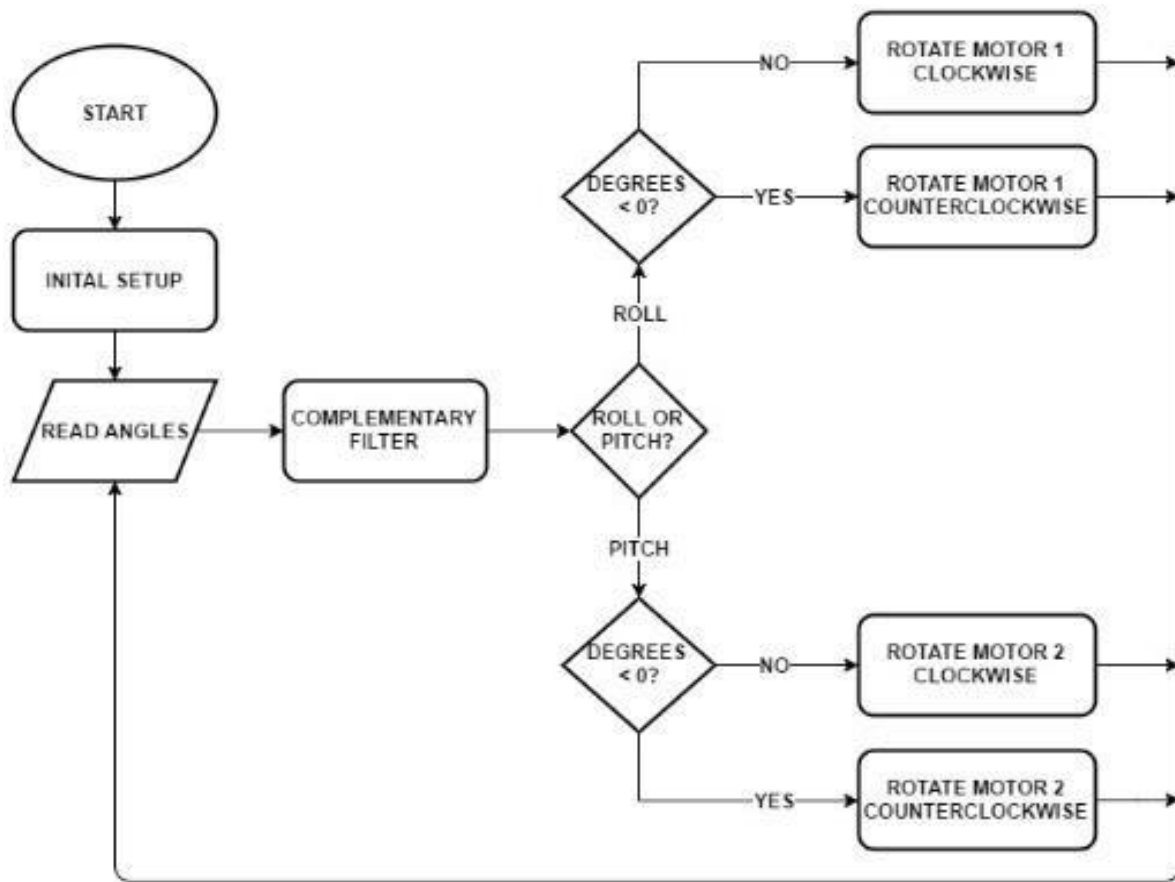 START
INITAL SETUP
READ ANGLES
COMPLEMENTARY
FILTER
ROLL OR
PITCH?
ROLL
DEGREES
< 0?
NO
ROTATE MOTOR 1
CLOCKWISE
YES
ROTATE MOTOR 1
COUNTERCLOCKWISE
PITCH
DEGREES
< 0?
NO
ROTATE MOTOR 2
CLOCKWISE
YES
ROTATE MOTOR 2
COUNTERCLOCKWISE